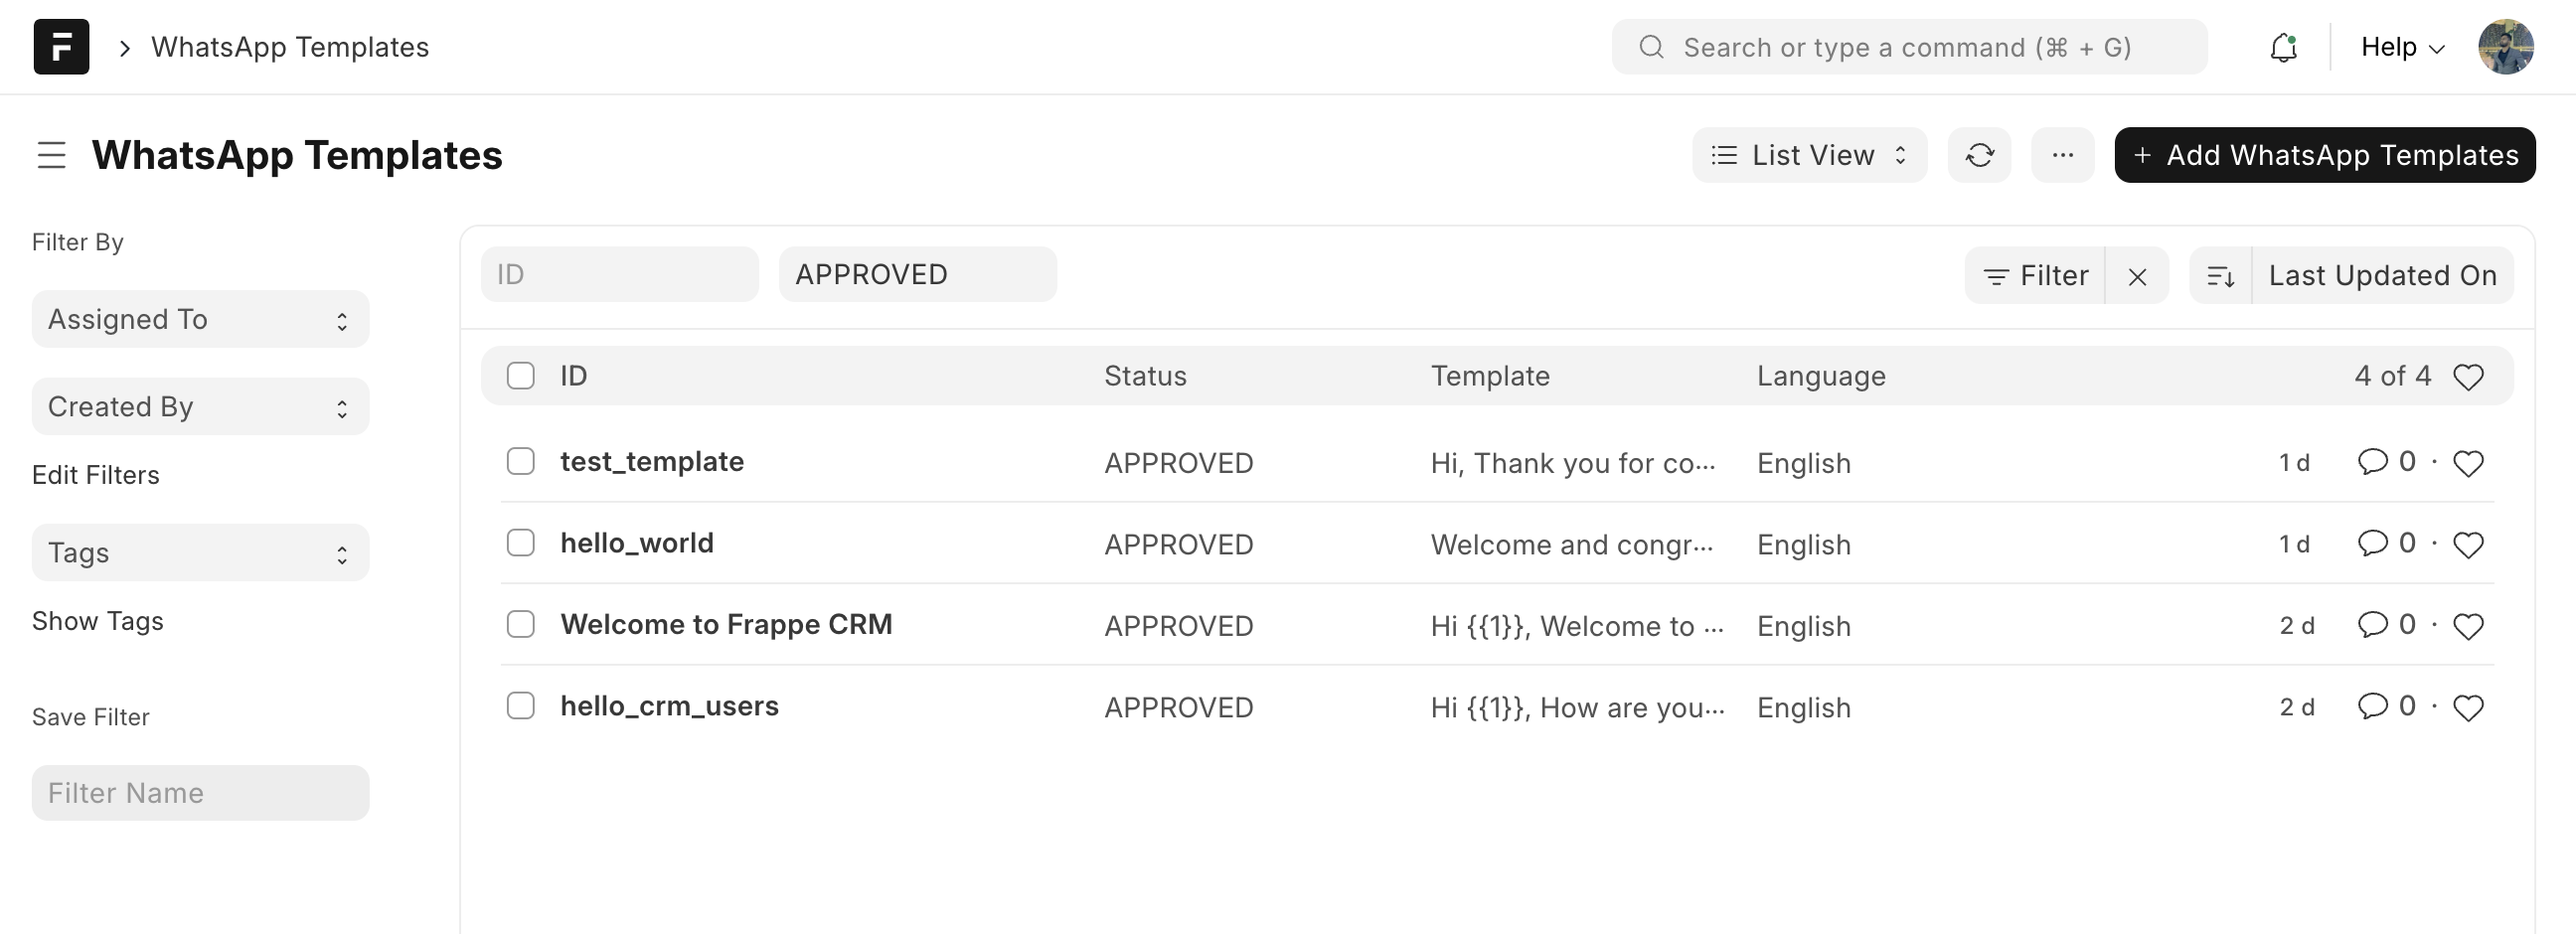 WhatsApp Templates
Search or type a command (⌘ + G)
Help
WhatsApp Templates
List View
···
+ Add WhatsApp Templates
Filter By
Assigned To
Created By
Edit Filters
Tags
Show Tags
Save Filter
Filter Name
ID
APPROVED
Filter
Last Updated On
ID Status Template Language 4 of 4
test_template APPROVED Hi, Thank you for co... English 1 d 0 ·
hello_world APPROVED Welcome and congr... English 1 d 0 ·
Welcome to Frappe CRM APPROVED Hi {{1}}, Welcome to ... English 2 d 0 ·
hello_crm_users APPROVED Hi {{1}}, How are you... English 2 d 0 ·